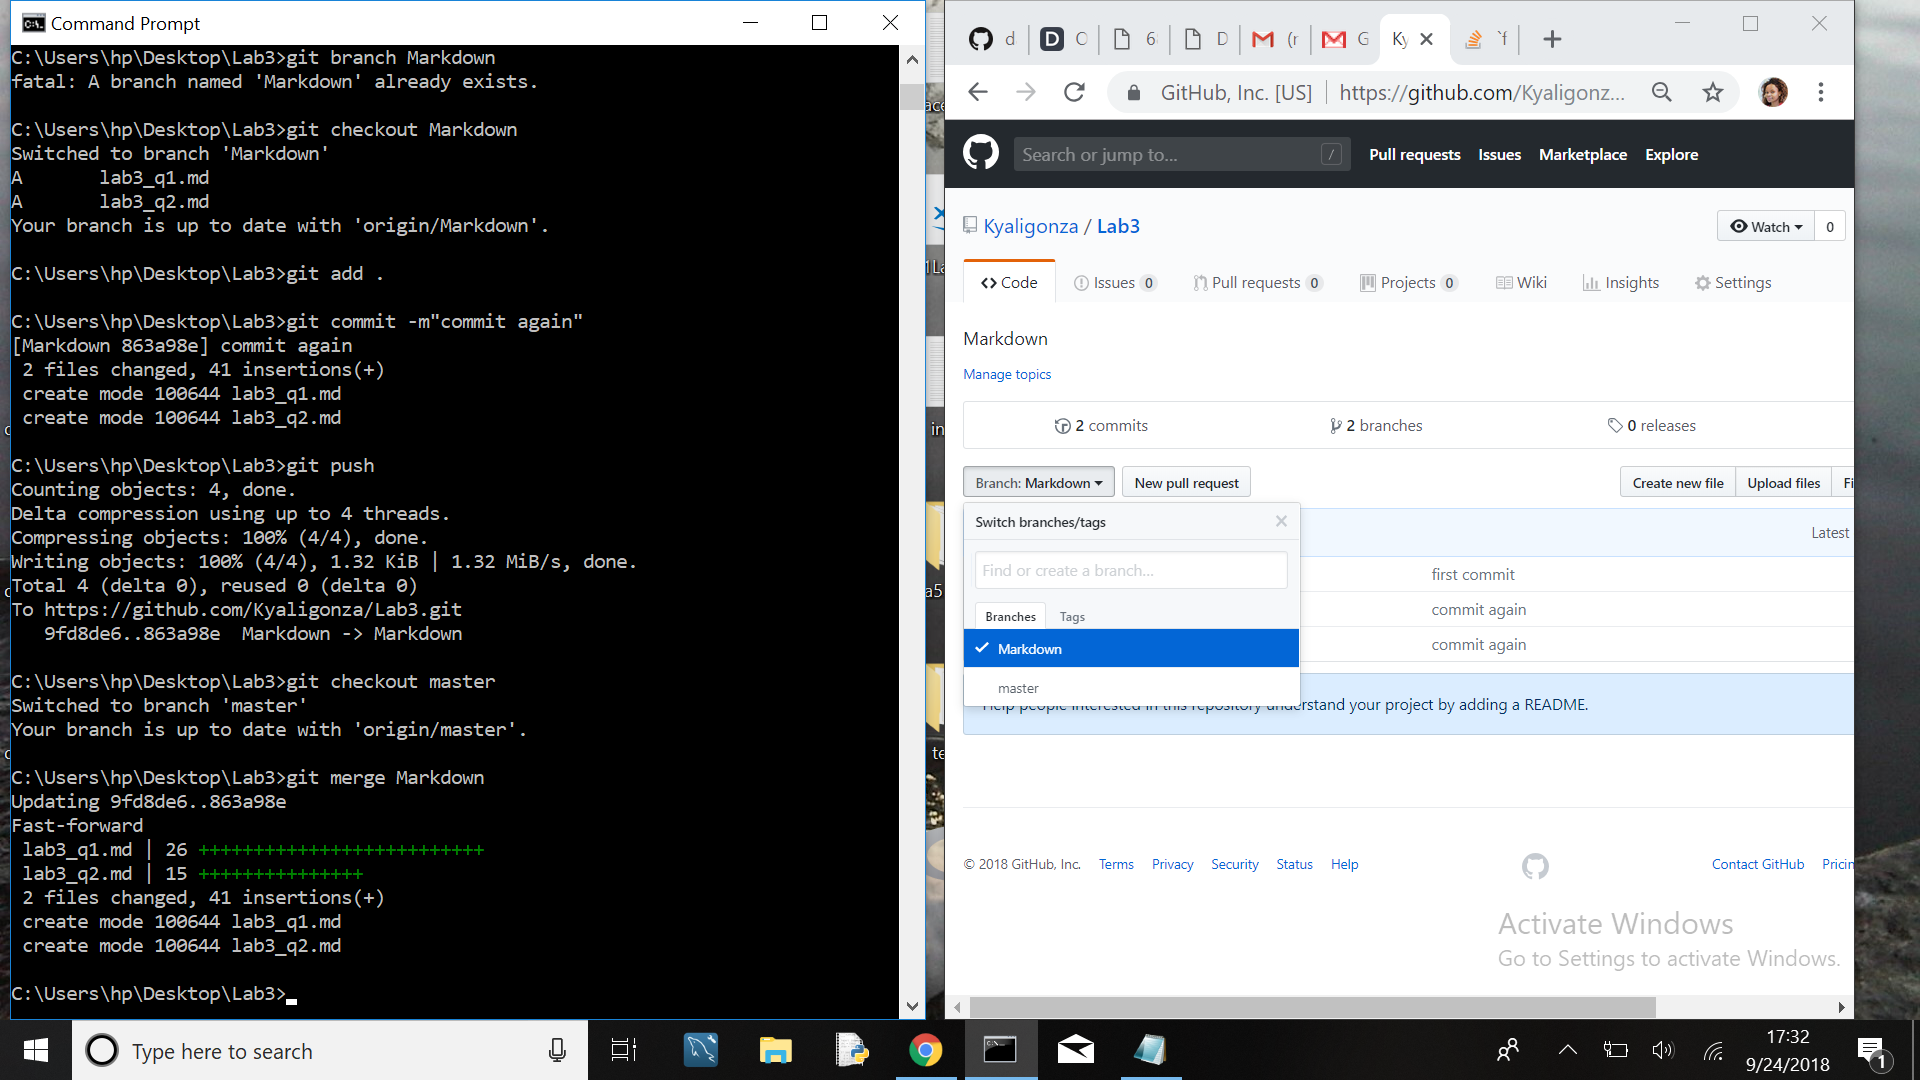 Command Prompt
C:\Users\hp\Desktop\Lab3>git branch Markdown
fatal: A branch named 'Markdown' already exists.
C:\Users\hp\Desktop\Lab3>git checkout Markdown
Switched to branch 'Markdown'
A       lab3_q1.md
A       lab3_q2.md
Your branch is up to date with 'origin/Markdown'.
C:\Users\hp\Desktop\Lab3>git add .
C:\Users\hp\Desktop\Lab3>git commit -m"commit again"
[Markdown 863a98e] commit again
 2 files changed, 41 insertions(+)
 create mode 100644 lab3_q1.md
 create mode 100644 lab3_q2.md
C:\Users\hp\Desktop\Lab3>git push
Counting objects: 4, done.
Delta compression using up to 4 threads.
Compressing objects: 100% (4/4), done.
Writing objects: 100% (4/4), 1.32 KiB | 1.32 MiB/s, done.
Total 4 (delta 0), reused 0 (delta 0)
To https://github.com/Kyaligonza/Lab3.git
   9fd8de6..863a98e  Markdown -> Markdown
C:\Users\hp\Desktop\Lab3>git checkout master
Switched to branch 'master'
Your branch is up to date with 'origin/master'.
C:\Users\hp\Desktop\Lab3>git merge Markdown
Updating 9fd8de6..863a98e
Fast-forward
 lab3_q1.md | 26 ++++++++++++++++++++++++++
 lab3_q2.md | 15 +++++++++++++++
 2 files changed, 41 insertions(+)
 create mode 100644 lab3_q1.md
 create mode 100644 lab3_q2.md
C:\Users\hp\Desktop\Lab3>
GitHub, Inc. [US] | https://github.com/Kyaligonz...
Search or jump to... / Pull requests Issues Marketplace Explore
Kyaligonza / Lab3 Watch 0
Code Issues 0 Pull requests 0 Projects 0 Wiki Insights Settings
Markdown
Manage topics
2 commits 2 branches 0 releases
Branch: Markdown New pull request Create new file Upload files Fi
Switch branches/tags
Latest
Find or create a branch...
first commit
commit again
Branches Tags
Markdown
commit again
master
Help people interested in this repository understand your project by adding a README.
© 2018 GitHub, Inc. Terms Privacy Security Status Help Contact GitHub Pricin
Activate Windows
Go to Settings to activate Windows.
Type here to search
17:32
9/24/2018
1